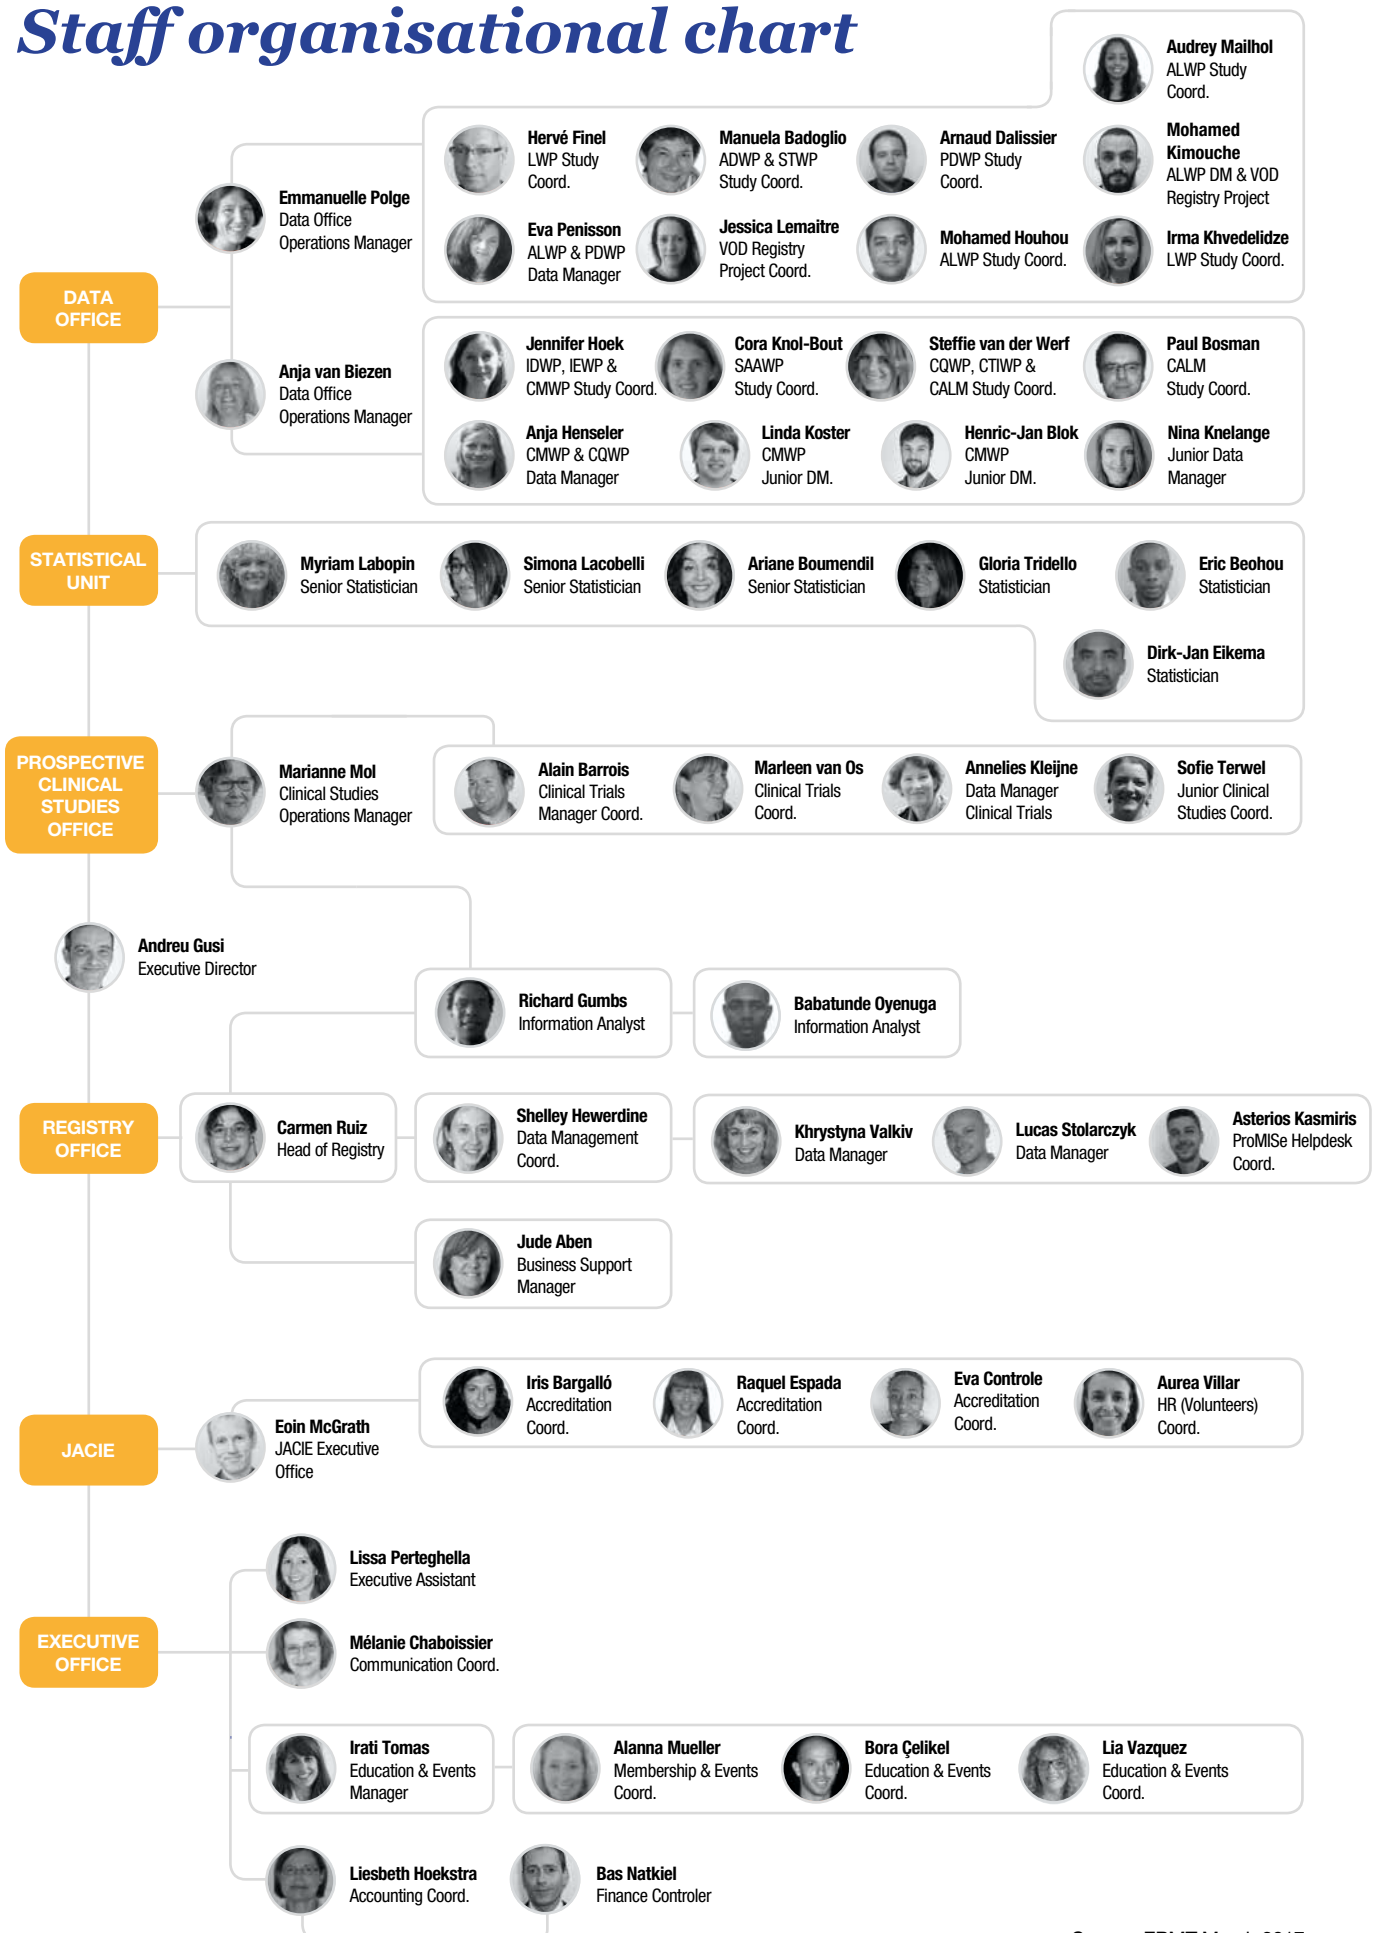 Staff organisational chart
Audrey Mailhol
ALWP Study
Coord.
Hervé Finel
LWP Study
Coord.
Manuela Badoglio
ADWP & STWP
Study Coord.
Arnaud Dalissier
PDWP Study
Coord.
Mohamed
Kimouche
ALWP DM & VOD
Registry Project
Emmanuelle Polge
Data Office
Operations Manager
Eva Penisson
ALWP & PDWP
Data Manager
Jessica Lemaitre
VOD Registry
Project Coord.
Mohamed Houhou
ALWP Study Coord.
Irma Khvedelidze
LWP Study Coord.
DATA
OFFICE
Anja van Biezen
Data Office
Operations Manager
Jennifer Hoek
IDWP, IEWP &
CMWP Study Coord.
Cora Knol-Bout
SAAWP
Study Coord.
Steffie van der Werf
CQWP, CTIWP &
CALM Study Coord.
Paul Bosman
CALM
Study Coord.
Anja Henseler
CMWP & CQWP
Data Manager
Linda Koster
CMWP
Junior DM.
Henric-Jan Blok
CMWP
Junior DM.
Nina Knelange
Junior Data
Manager
STATISTICAL
UNIT
Myriam Labopin
Senior Statistician
Simona Lacobelli
Senior Statistician
Ariane Boumendil
Senior Statistician
Gloria Tridello
Statistician
Eric Beohou
Statistician
Dirk-Jan Eikema
Statistician
PROSPECTIVE
CLINICAL
STUDIES
OFFICE
Marianne Mol
Clinical Studies
Operations Manager
Alain Barrois
Clinical Trials
Manager Coord.
Marleen van Os
Clinical Trials
Coord.
Annelies Kleijne
Data Manager
Clinical Trials
Sofie Terwel
Junior Clinical
Studies Coord.
Andreu Gusi
Executive Director
Richard Gumbs
Information Analyst
Babatunde Oyenuga
Information Analyst
REGISTRY
OFFICE
Carmen Ruiz
Head of Registry
Shelley Hewerdine
Data Management
Coord.
Khrystyna Valkiv
Data Manager
Lucas Stolarczyk
Data Manager
Asterios Kasmiris
ProMISe Helpdesk
Coord.
Jude Aben
Business Support
Manager
JACIE
Eoin McGrath
JACIE Executive
Office
Iris Bargalló
Accreditation
Coord.
Raquel Espada
Accreditation
Coord.
Eva Controle
Accreditation
Coord.
Aurea Villar
HR (Volunteers)
Coord.
EXECUTIVE
OFFICE
Lissa Perteghella
Executive Assistant
Mélanie Chaboissier
Communication Coord.
Irati Tomas
Education & Events
Manager
Alanna Mueller
Membership & Events
Coord.
Bora Çelikel
Education & Events
Coord.
Lia Vazquez
Education & Events
Coord.
Liesbeth Hoekstra
Accounting Coord.
Bas Natkiel
Finance Controler